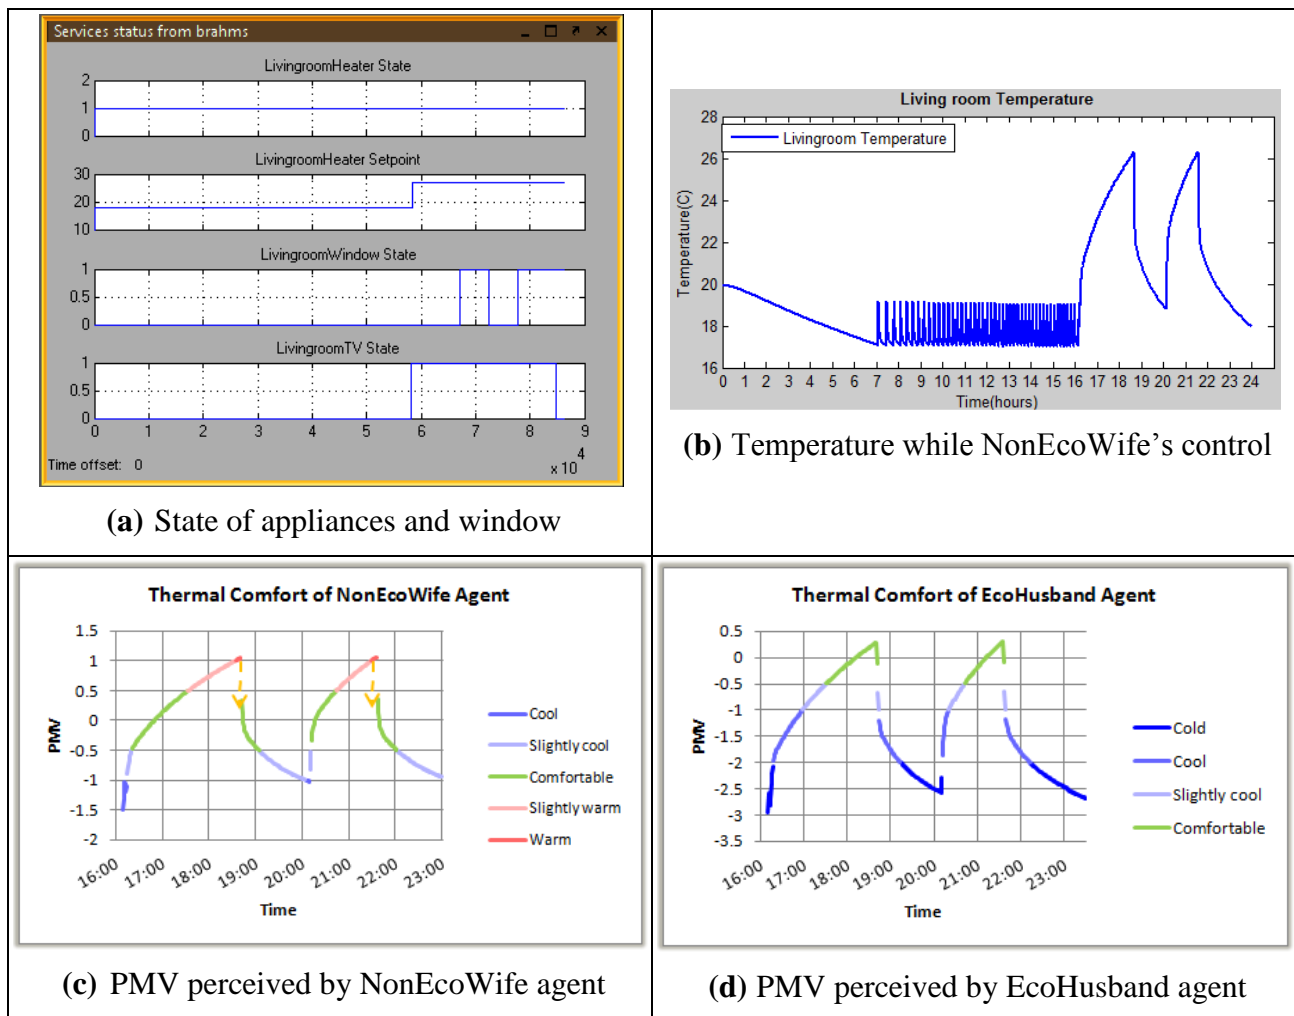 Services status from brahms
LivingroomHeater State
2
1
0
LivingroomHeater Setpoint
30
20
10
LivingroomWindow State
1
0.5
0
LivingroomTV State
1
0.5
0
0 1 2 3 4 5 6 7 8 9
x 10^4
Time offset: 0
(a) State of appliances and window
Living room Temperature
Livingroom Temperature
Temperature(C)
28
26
24
22
20
18
16
0 1 2 3 4 5 6 7 8 9 10 11 12 13 14 15 16 17 18 19 20 21 22 23 24
Time(hours)
(b) Temperature while NonEcoWife's control
Thermal Comfort of NonEcoWife Agent
PMV
1.5
1
0.5
0
-0.5
-1
-1.5
-2
16:00 17:00 18:00 19:00 20:00 21:00 22:00 23:00
Time
Cool
Slightly cool
Comfortable
Slightly warm
Warm
(c) PMV perceived by NonEcoWife agent
Thermal Comfort of EcoHusband Agent
PMV
0.5
0
-0.5
-1
-1.5
-2
-2.5
-3
-3.5
16:00 17:00 18:00 19:00 20:00 21:00 22:00 23:00
Time
Cold
Cool
Slightly cool
Comfortable
(d) PMV perceived by EcoHusband agent